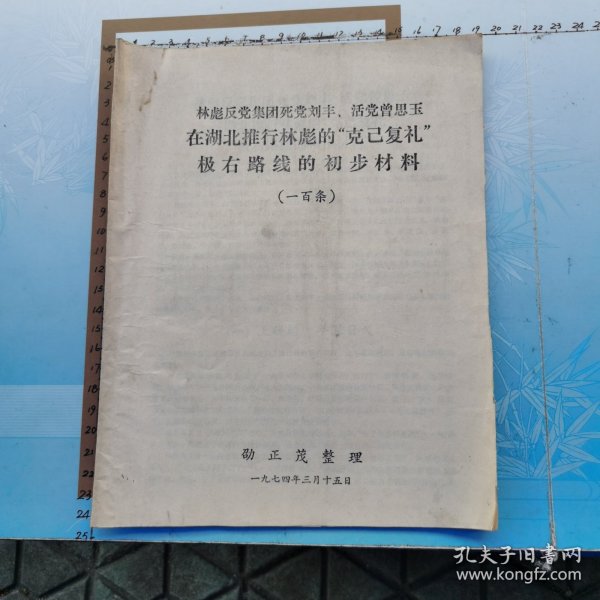 林彪反党集团死党刘丰、活党曾思玉
在湖北推行林彪的“克己复礼”
极右路线的初步材料
(一百条)
劭正茂整理
一九七四年三月十五日
孔夫子旧书网
www.kongfz.com